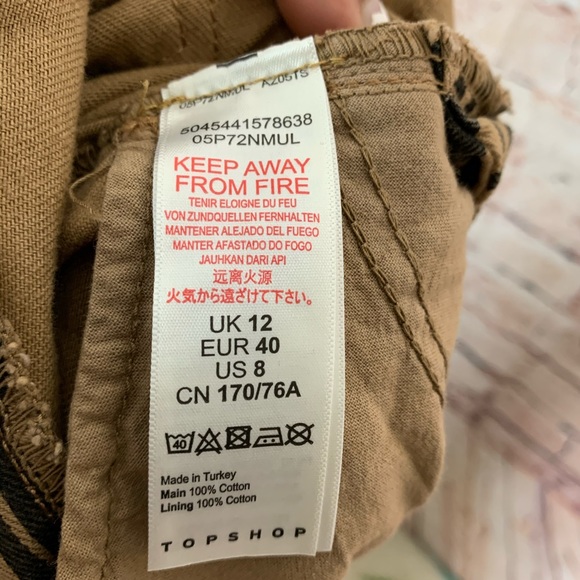 05P72NMUL AZ05TS
5045441578638
05P72NMUL
KEEP AWAY
FROM FIRE
TENIR ELOIGNE DU FEU
VON ZUNDQUELLEN FERNHALTEN
MANTENER ALEJADO DEL FUEGO
MANTER AFASTADO DO FOGO
JAUHKAN DARI API
远离火源
火気から遠ざけて下さい。
UK 12
EUR 40
US 8
CN 170/76A
40
Made in Turkey
Main 100% Cotton
Lining 100% Cotton
TOPSHOP